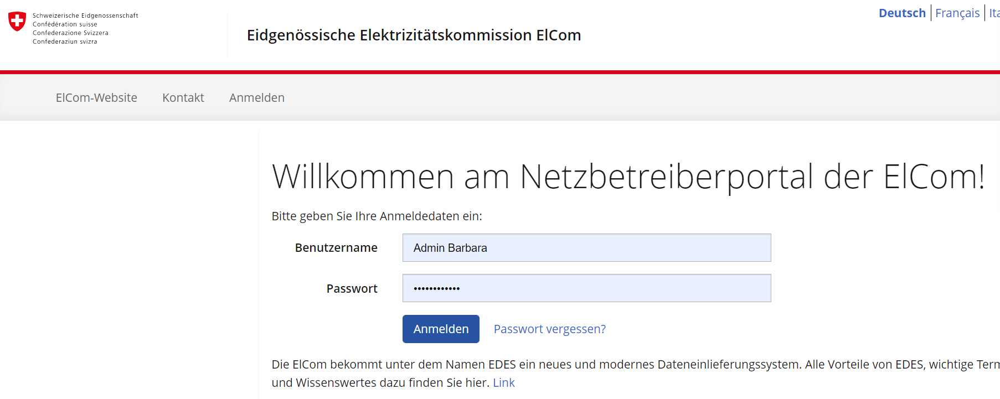 Schweizerische Eidgenossenschaft
Confédération suisse
Confederazione Svizzera
Confederaziun svizra
Eidgenössische Elektrizitätskommission ElCom
Deutsch Français
ElCom-Website Kontakt Anmelden
Willkommen am Netzbetreiberportal der ElCom!
Bitte geben Sie Ihre Anmeldedaten ein:
Benutzername Admin Barbara
Passwort ••••••••••••
Anmelden Passwort vergessen?
Die ElCom bekommt unter dem Namen EDES ein neues und modernes Dateneinlieferungssystem. Alle Vorteile von EDES, wichtige
und Wissenswertes dazu finden Sie hier. Link